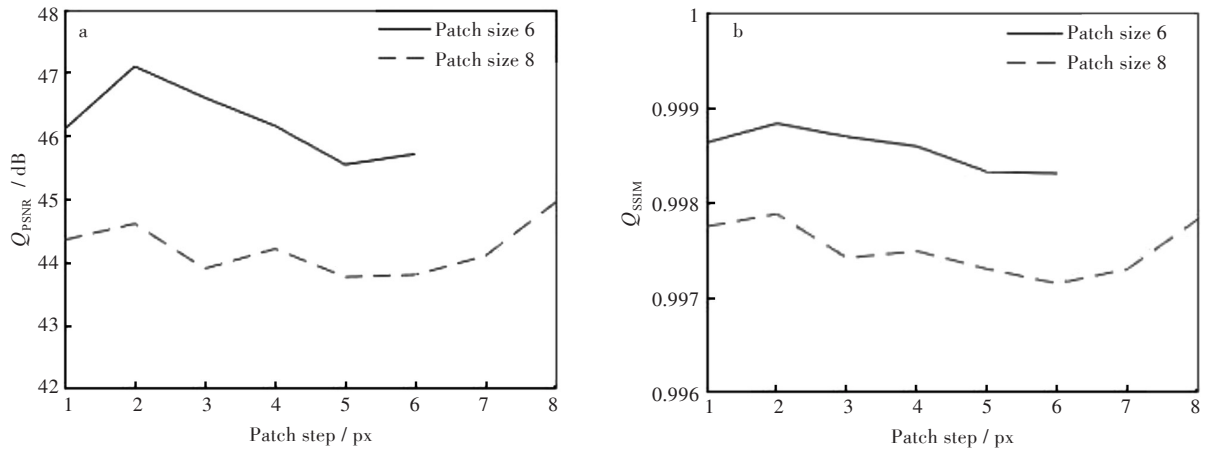 a
48
47
46
45
44
43
42
Q_PSNR / dB
Patch size 6
Patch size 8
1 2 3 4 5 6 7 8
Patch step / px
b
1
0.999
0.998
0.997
0.996
Q_SSIM
Patch size 6
Patch size 8
1 2 3 4 5 6 7 8
Patch step / px